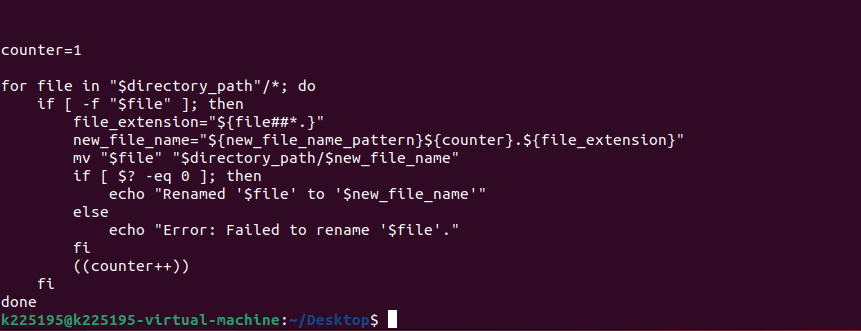 counter=1
for file in "$directory_path"/*; do
    if [ -f "$file" ]; then
        file_extension="${file##*.}"
        new_file_name="${new_file_name_pattern}${counter}.${file_extension}"
        mv "$file" "$directory_path/$new_file_name"
        if [ $? -eq 0 ]; then
            echo "Renamed '$file' to '$new_file_name'"
        else
            echo "Error: Failed to rename '$file'."
        fi
        ((counter++))
    fi
done
k225195@k225195-virtual-machine:~/Desktop$